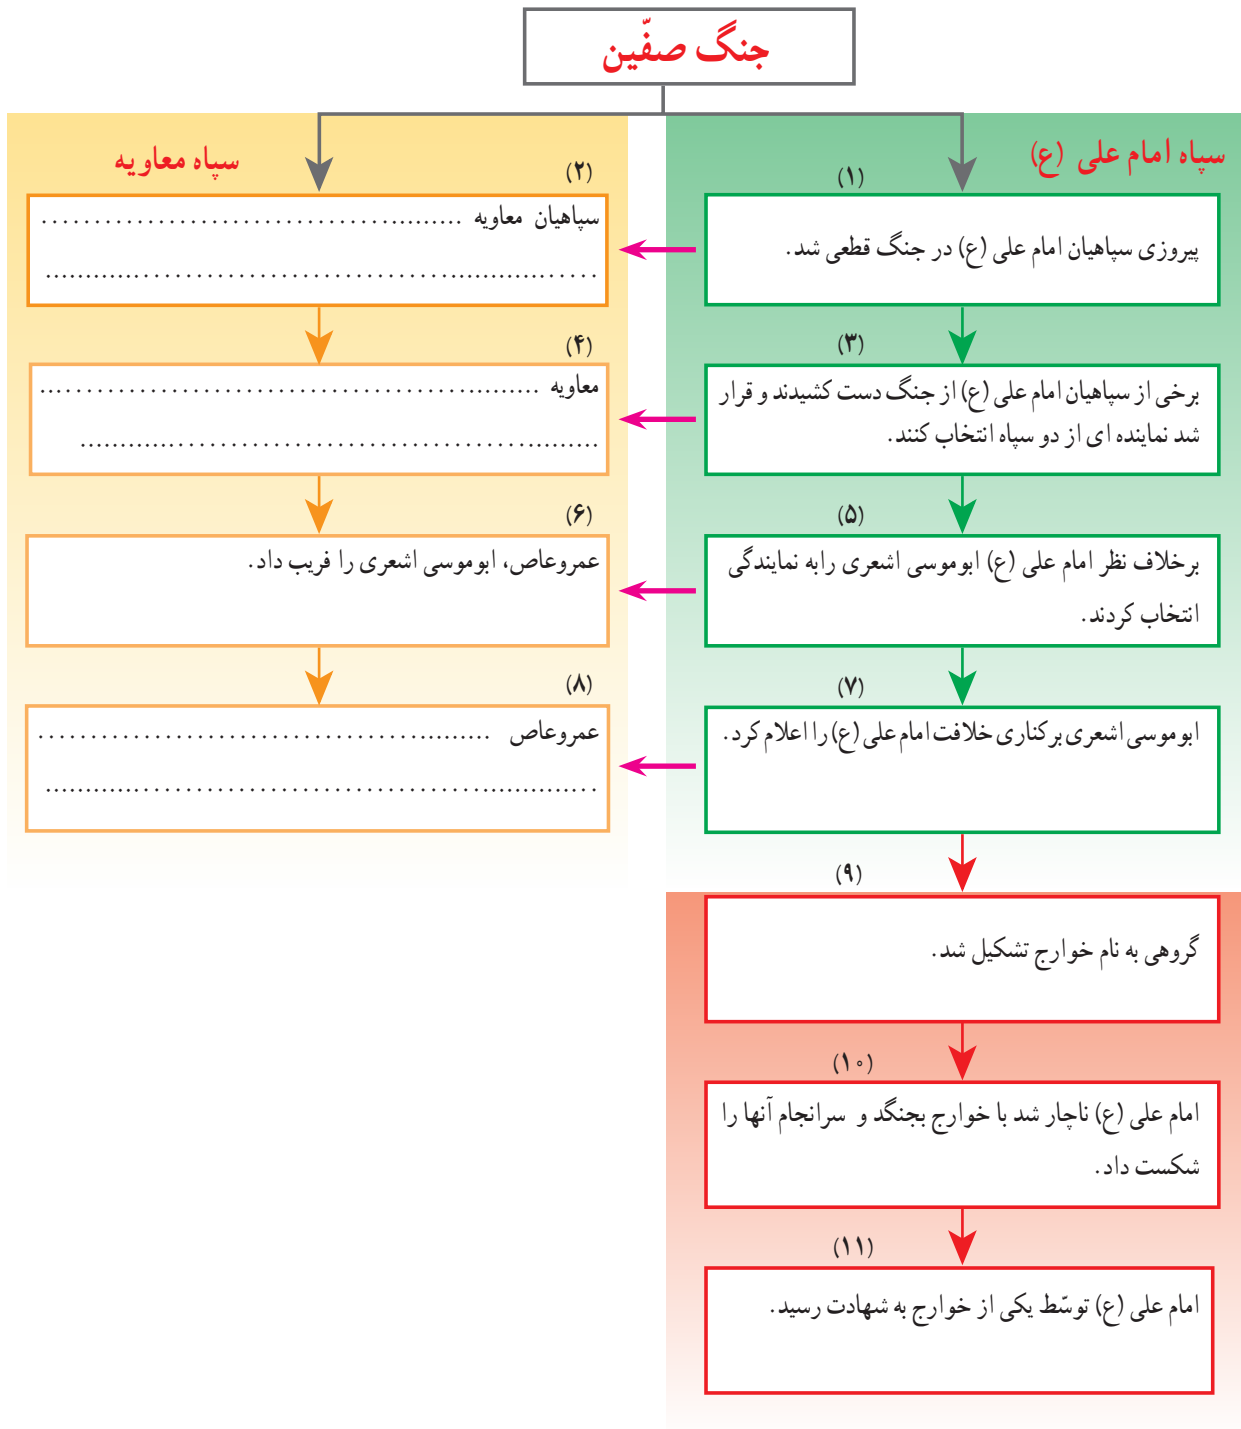 جنگ صفّین
سپاه امام علی (ع)
سپاه معاویه
(۱)
پیروزی سپاهیان امام علی (ع) در جنگ قطعی شد.
(۲)
سپاهیان معاویه ..........................................
....................................................
(۳)
برخی از سپاهیان امام علی (ع) از جنگ دست کشیدند و قرار
شد نماینده ای از دو سپاه انتخاب کنند.
(۴)
معاویه ................................................
..................................................
(۵)
برخلاف نظر امام علی (ع) ابوموسی اشعری رابه نمایندگی
انتخاب کردند.
(۶)
عمروعاص، ابوموسی اشعری را فریب داد.
(۷)
ابوموسی اشعری برکناری خلافت امام علی (ع) را اعلام کرد.
(۸)
عمروعاص ............................................
......................................................
(۹)
گروهی به نام خوارج تشکیل شد.
(۱۰)
امام علی (ع) ناچار شد با خوارج بجنگد و سرانجام آنها را
شکست داد.
(۱۱)
امام علی (ع) توسّط یکی از خوارج به شهادت رسید.